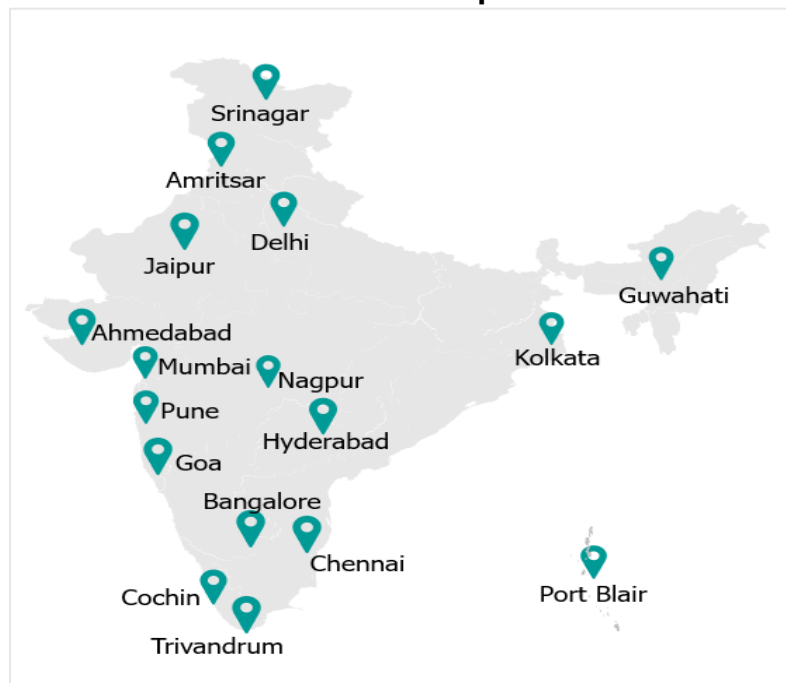 Srinagar
Amritsar
Delhi
Jaipur
Guwahati
Ahmedabad
Kolkata
Mumbai
Nagpur
Pune
Hyderabad
Goa
Bangalore
Chennai
Port Blair
Cochin
Trivandrum